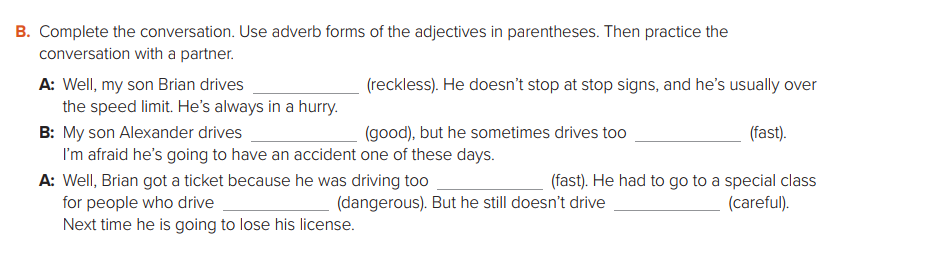 B. Complete the conversation. Use adverb forms of the adjectives in parentheses. Then practice the
conversation with a partner.
A: Well, my son Brian drives ____________ (reckless). He doesn’t stop at stop signs, and he’s usually over
the speed limit. He’s always in a hurry.
B: My son Alexander drives ____________ (good), but he sometimes drives too ____________ (fast).
I’m afraid he’s going to have an accident one of these days.
A: Well, Brian got a ticket because he was driving too ____________ (fast). He had to go to a special class
for people who drive ____________ (dangerous). But he still doesn’t drive ____________ (careful).
Next time he is going to lose his license.